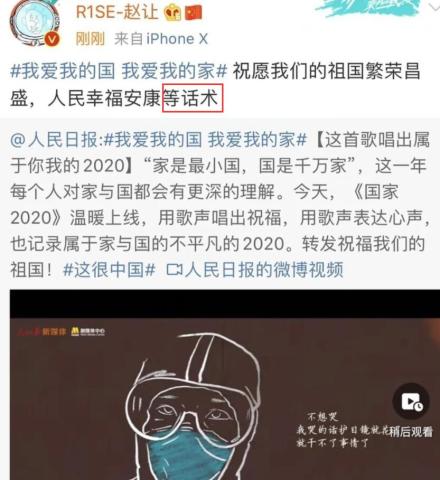 R1SE-赵让
刚刚 来自iPhone X
#我爱我的国 我爱我的家# 祝愿我们的祖国繁荣昌
盛，人民幸福安康等话术
@人民日报:#我爱我的国 我爱我的家#【这首歌唱出属
于你我的2020】“家是最小国，国是千万家”，这一年
每个人对家与国都会有更深的理解。今天，《国家
2020》温暖上线，用歌声唱出祝福，用歌声表达心声，
也记录属于家与国的不平凡的2020。转发祝福我们的
祖国！#这很中国# 人民日报的微博视频
人民日报 新媒体
不想哭
我哭的话护目镜就花
就干不了事情了
稍后观看